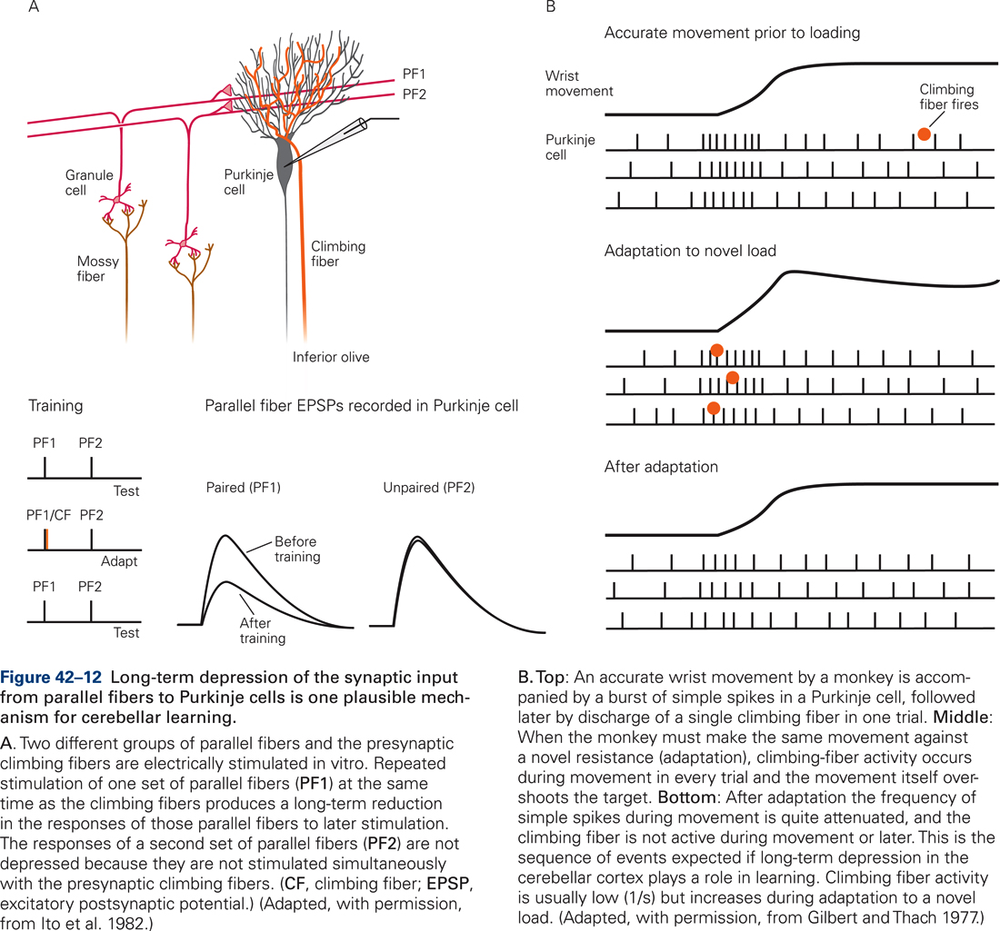 A
PF1
PF2
Granule
cell
Purkinje
cell
Mossy
fiber
Climbing
fiber
Inferior olive
Training
PF1 PF2
Test
PF1/CF PF2
Adapt
PF1 PF2
Test
Parallel fiber EPSPs recorded in Purkinje cell
Paired (PF1)
Unpaired (PF2)
Before
training
After
training
B
Accurate movement prior to loading
Wrist
movement
Climbing
fiber fires
Purkinje
cell
Adaptation to novel load
After adaptation
Figure 42–12 Long-term depression of the synaptic input
from parallel fibers to Purkinje cells is one plausible mech-
anism for cerebellar learning.
A. Two different groups of parallel fibers and the presynaptic
climbing fibers are electrically stimulated in vitro. Repeated
stimulation of one set of parallel fibers (PF1) at the same
time as the climbing fibers produces a long-term reduction
in the responses of those parallel fibers to later stimulation.
The responses of a second set of parallel fibers (PF2) are not
depressed because they are not stimulated simultaneously
with the presynaptic climbing fibers. (CF, climbing fiber; EPSP,
excitatory postsynaptic potential.) (Adapted, with permission,
from Ito et al. 1982.)
B. Top: An accurate wrist movement by a monkey is accom-
panied by a burst of simple spikes in a Purkinje cell, followed
later by discharge of a single climbing fiber in one trial. Middle:
When the monkey must make the same movement against
a novel resistance (adaptation), climbing-fiber activity occurs
during movement in every trial and the movement itself over-
shoots the target. Bottom: After adaptation the frequency of
simple spikes during movement is quite attenuated, and the
climbing fiber is not active during movement or later. This is the
sequence of events expected if long-term depression in the
cerebellar cortex plays a role in learning. Climbing fiber activity
is usually low (1/s) but increases during adaptation to a novel
load. (Adapted, with permission, from Gilbert and Thach 1977.)